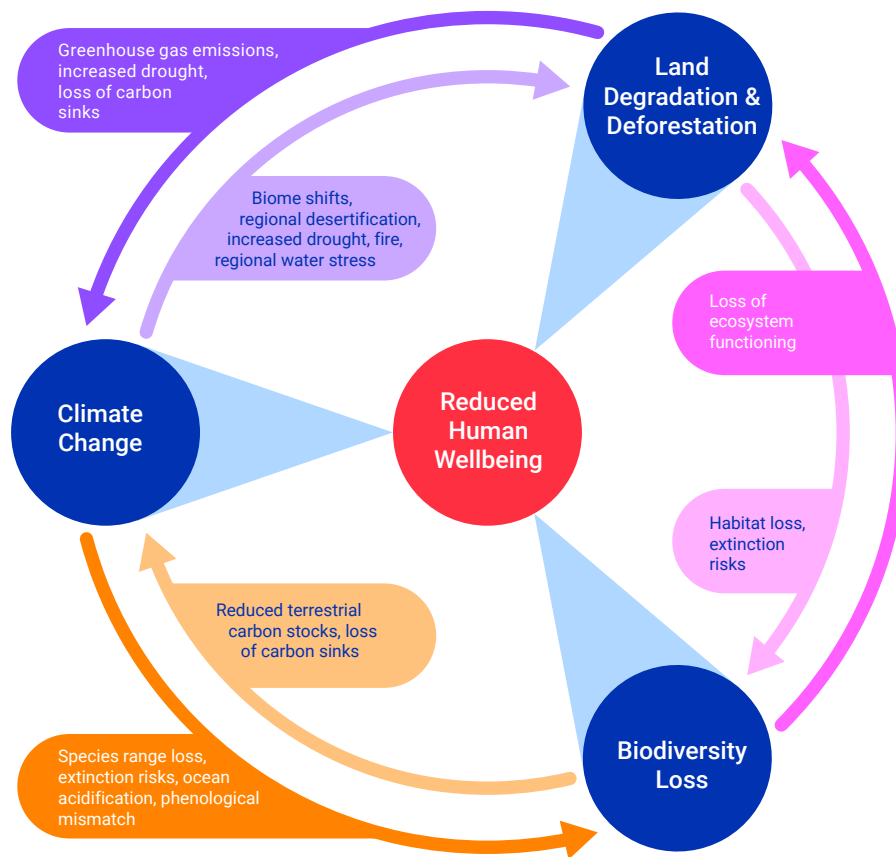 Greenhouse gas emissions,
increased drought,
loss of carbon
sinks
Land
Degradation &
Deforestation
Biome shifts,
regional desertification,
increased drought, fire,
regional water stress
Loss of
ecosystem
functioning
Climate
Change
Reduced
Human
Wellbeing
Habitat loss,
extinction
risks
Reduced terrestrial
carbon stocks, loss
of carbon sinks
Species range loss,
extinction risks, ocean
acidification, phenological
mismatch
Biodiversity
Loss